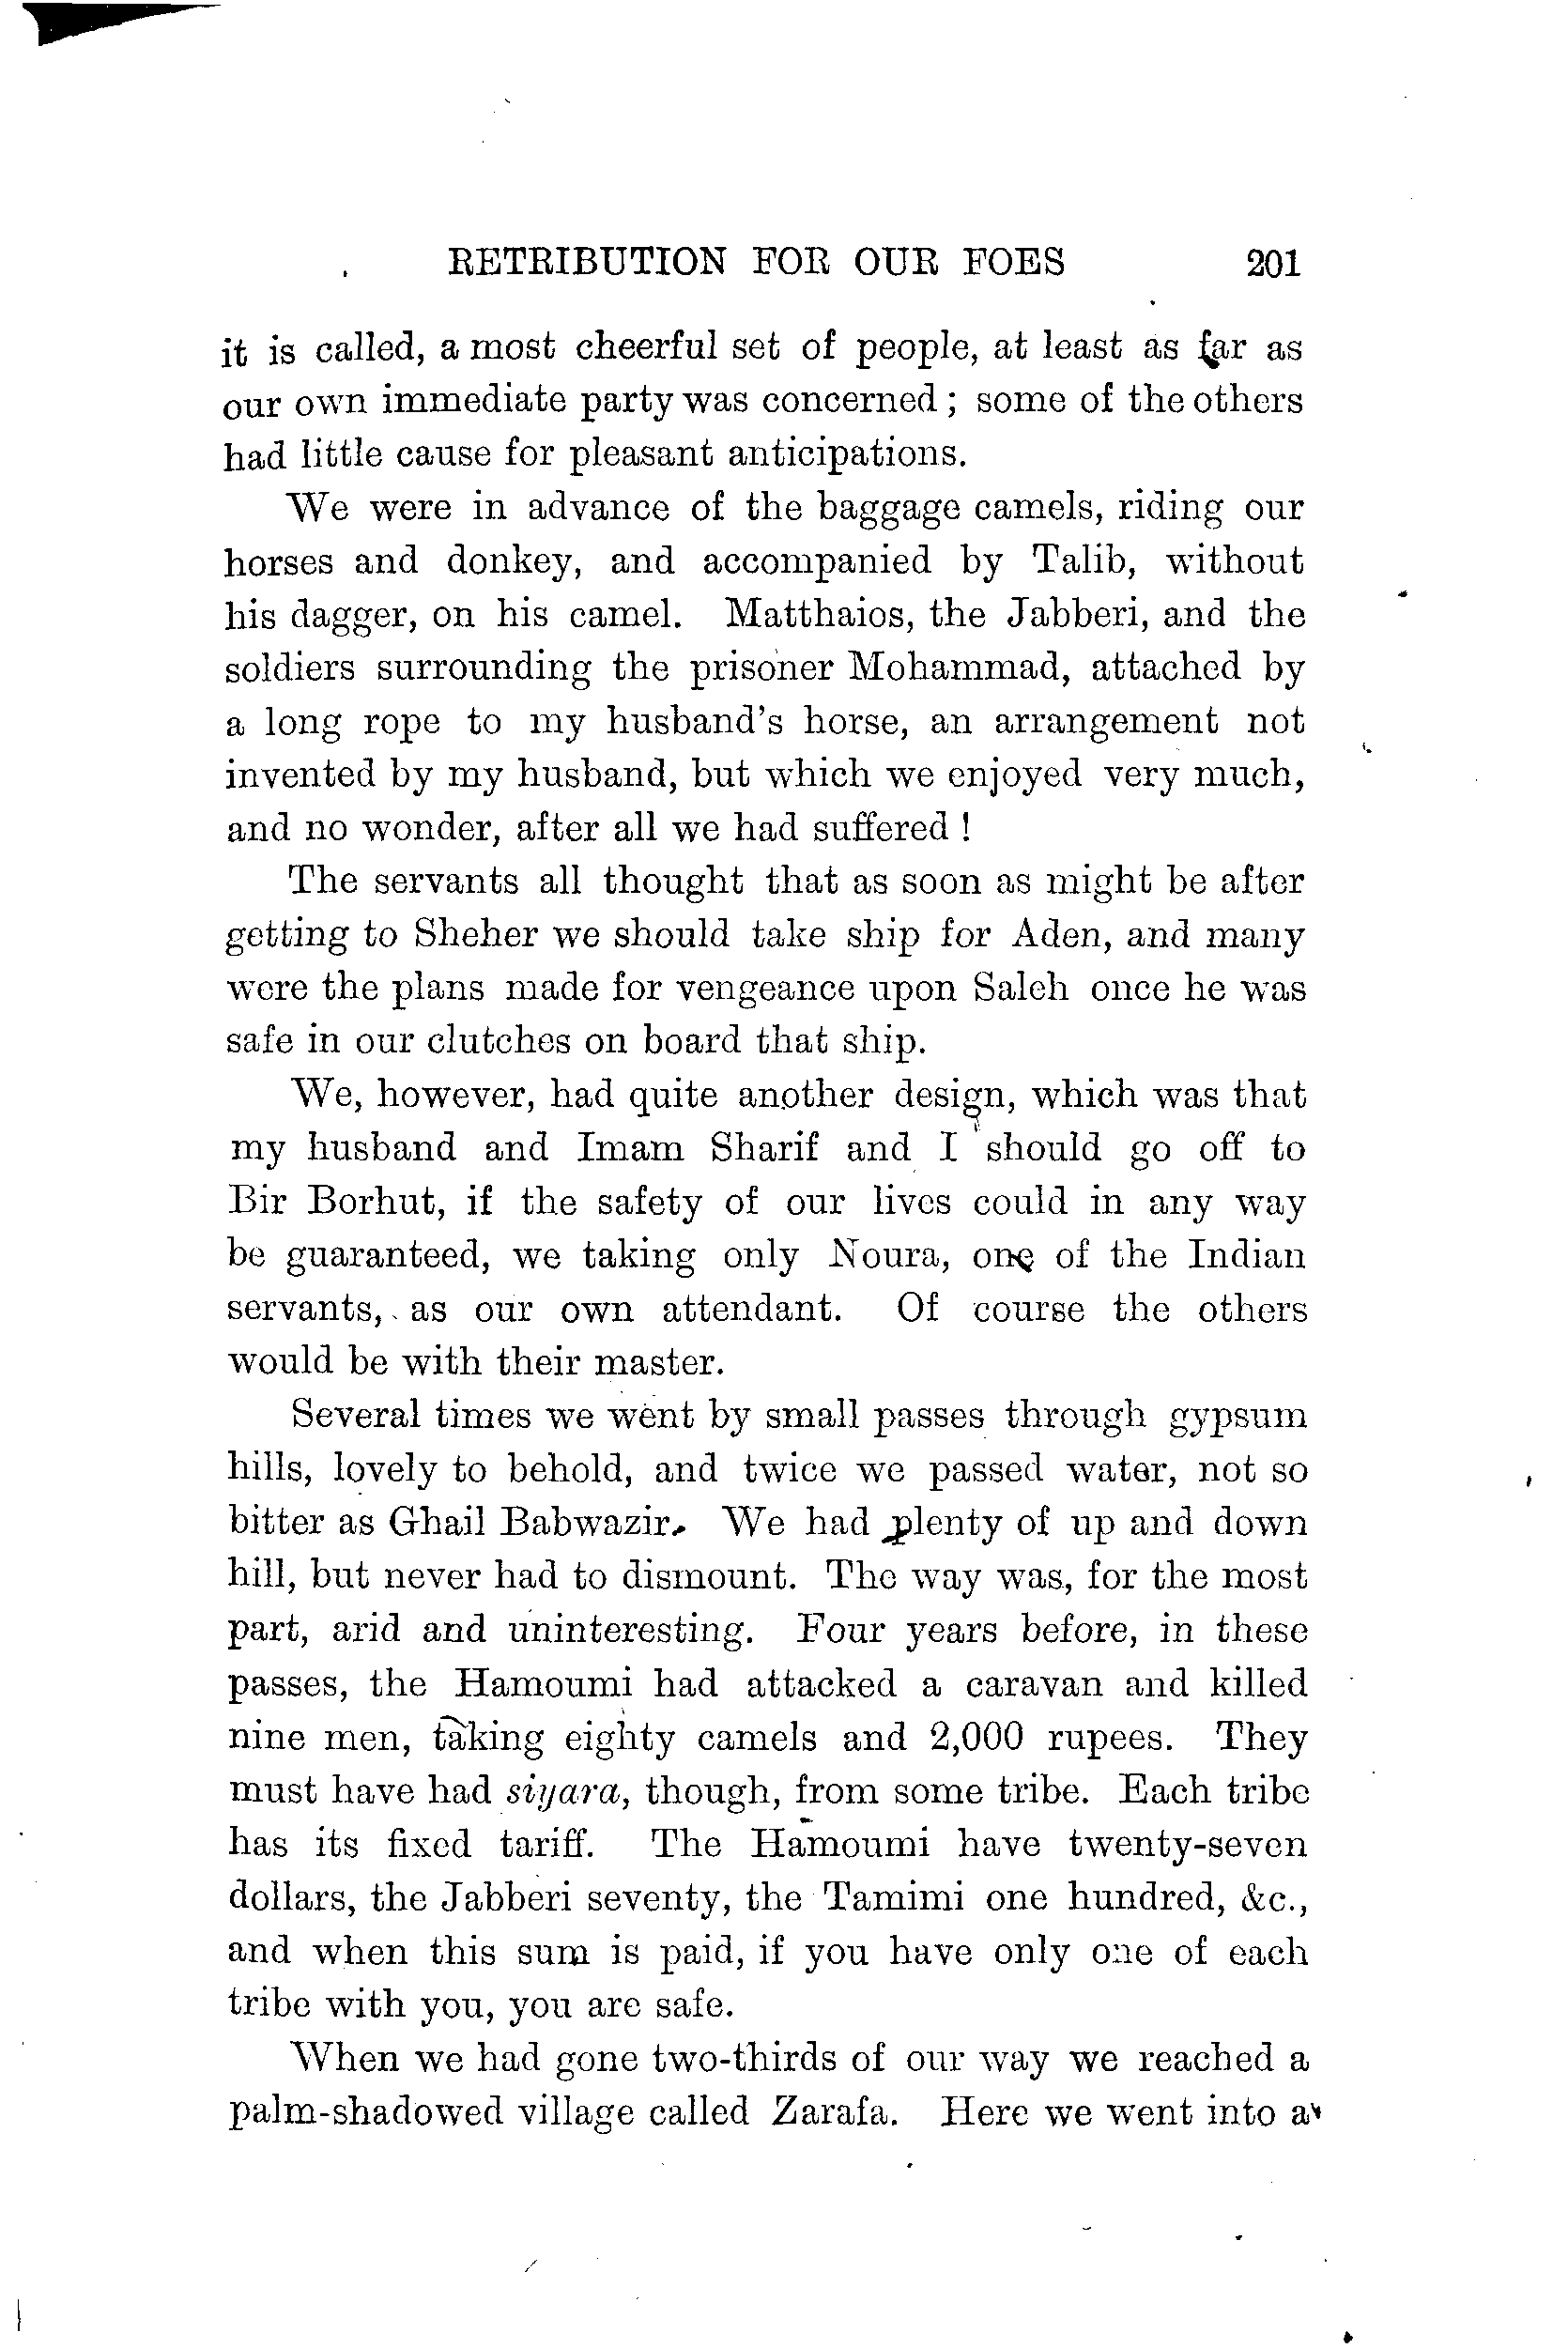 RETRIBUTION FOR OUR FOES 201
it is called, a most cheerful set of people, at least as far as
our own immediate party was concerned; some of the others
had little cause for pleasant anticipations.
We were in advance of the baggage camels, riding our
horses and donkey, and accompanied by Talib, without
his dagger, on his camel. Matthaios, the Jabberi, and the
soldiers surrounding the prisoner Mohammad, attached by
a long rope to my husband's horse, an arrangement not
invented by my husband, but which we enjoyed very much,
and no wonder, after all we had suffered!
The servants all thought that as soon as might be after
getting to Sheher we should take ship for Aden, and many
were the plans made for vengeance upon Saleh once he was
safe in our clutches on board that ship.
We, however, had quite another design, which was that
my husband and Imam Sharif and I should go off to
Bir Borhut, if the safety of our lives could in any way
be guaranteed, we taking only Noura, one of the Indian
servants, as our own attendant. Of course the others
would be with their master.
Several times we went by small passes through gypsum
hills, lovely to behold, and twice we passed water, not so
bitter as Ghail Babwazir. We had plenty of up and down
hill, but never had to dismount. The way was, for the most
part, arid and uninteresting. Four years before, in these
passes, the Hamoumi had attacked a caravan and killed
nine men, taking eighty camels and 2,000 rupees. They
must have had siyara, though, from some tribe. Each tribe
has its fixed tariff. The Hamoumi have twenty-seven
dollars, the Jabberi seventy, the Tamimi one hundred, &c.,
and when this sum is paid, if you have only one of each
tribe with you, you are safe.
When we had gone two-thirds of our way we reached a
palm-shadowed village called Zarafa. Here we went into a